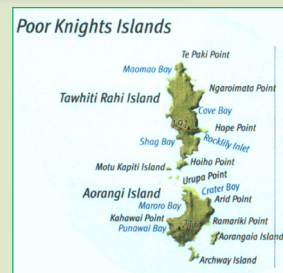 Poor Knights Islands
Te Paki Point
Maomao Bay
Ngaroimata Point
Tawhiti Rahi Island
Cave Bay
191
Hope Point
Shag Bay
Rocklily Inlet
Hoiho Point
Motu Kapiti Island
Urupa Point
Crater Bay
Aorangi Island
Arid Point
Maroro Bay
Kahawai Point
Ramariki Point
Punawai Bay
Aorangaia Island
Archway Island